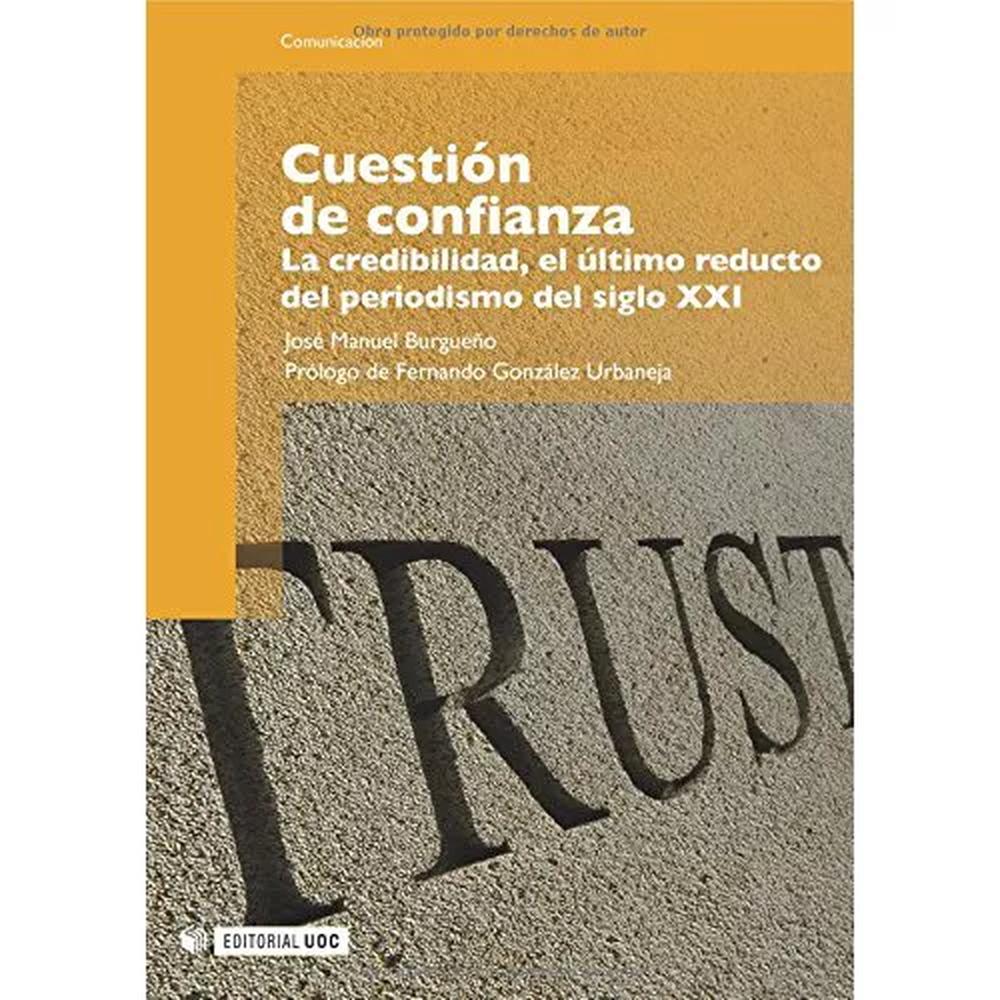 Obra protegido por derechos de autor
Comunicación
Cuestión
de confianza
La credibilidad, el último reducto
del periodismo del siglo XXI
José Manuel Burgueño
Prólogo de Fernando González Urbaneja
TRUST
EDITORIAL UOC